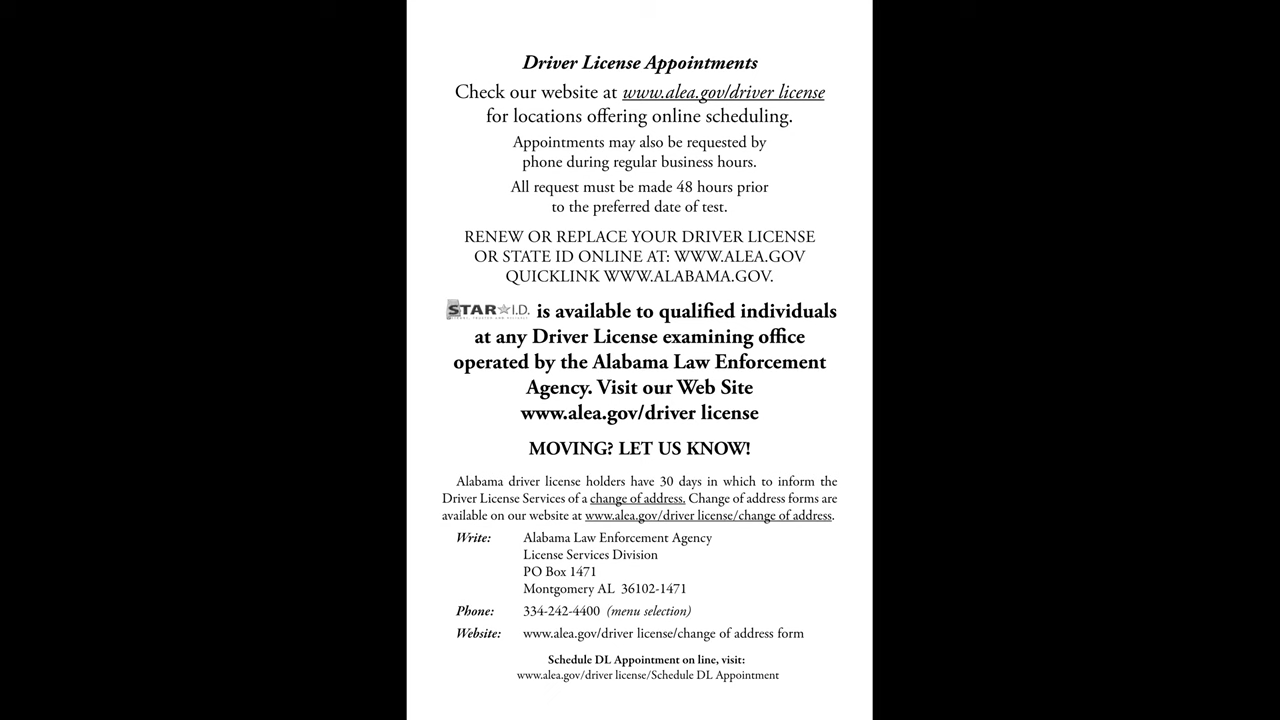 Driver License Appointments
Check our website at www.alea.gov/driver license
for locations offering online scheduling.
Appointments may also be requested by
phone during regular business hours.
All request must be made 48 hours prior
to the preferred date of test.
RENEW OR REPLACE YOUR DRIVER LICENSE
OR STATE ID ONLINE AT: WWW.ALEA.GOV
QUICKLINK WWW.ALABAMA.GOV.
STAR I.D. is available to qualified individuals
at any Driver License examining office
operated by the Alabama Law Enforcement
Agency. Visit our Web Site
www.alea.gov/driver license
MOVING? LET US KNOW!
Alabama driver license holders have 30 days in which to inform the
Driver License Services of a change of address. Change of address forms are
available on our website at www.alea.gov/driver license/change of address.
Write: Alabama Law Enforcement Agency
License Services Division
PO Box 1471
Montgomery AL 36102-1471
Phone: 334-242-4400 (menu selection)
Website: www.alea.gov/driver license/change of address form
Schedule DL Appointment on line, visit:
www.alea.gov/driver license/Schedule DL Appointment